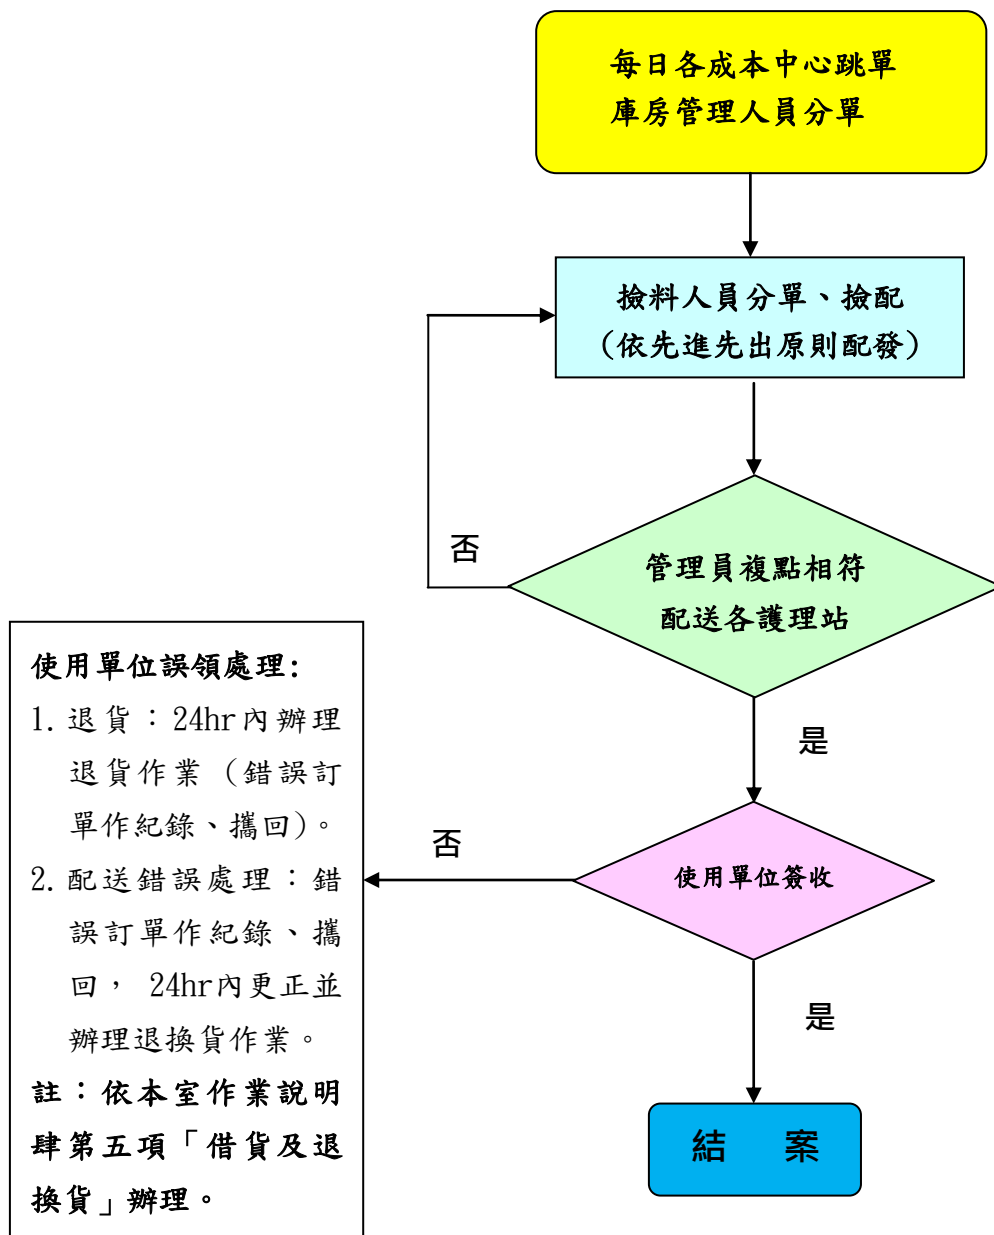 每日各成本中心跳單
庫房管理人員分單
撿料人員分單、撿配
(依先進先出原則配發)
否
管理員複點相符
配送各護理站
是
使用單位誤領處理:
1. 退貨：24hr內辦理
退貨作業 (錯誤訂
單作紀錄、攜回)。
2. 配送錯誤處理：錯
誤訂單作紀錄、攜
回， 24hr內更正並
辦理退換貨作業。
註：依本室作業說明
肆第五項「借貨及退
換貨」辦理。
否
使用單位簽收
是
結 案